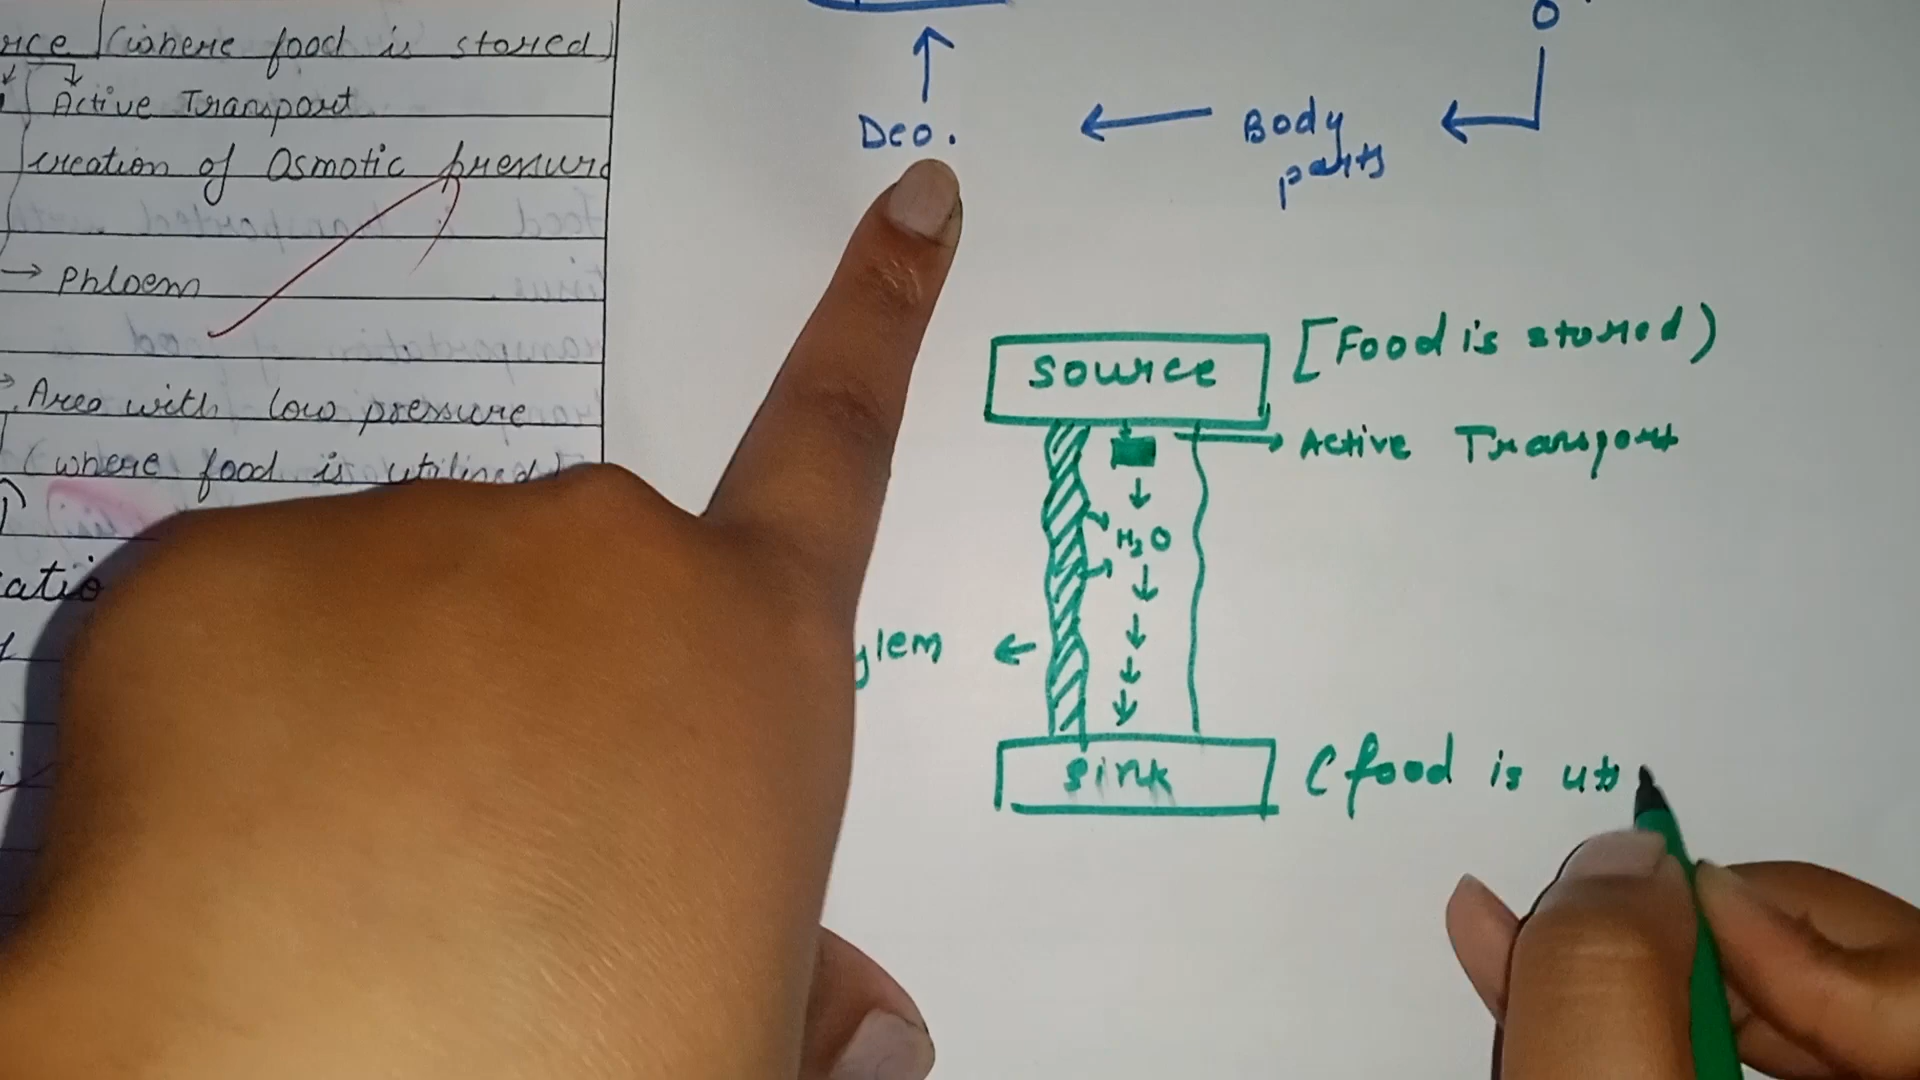 (where food is stored)
Active Transport
creation of Osmotic pressure
→ Phloem
Area with low pressure
(where food is utilised)
O
Deo. ← Body
parts
Source [Food is stored)
Active Transport
H₂O
ylem ←
Sink (food is ut